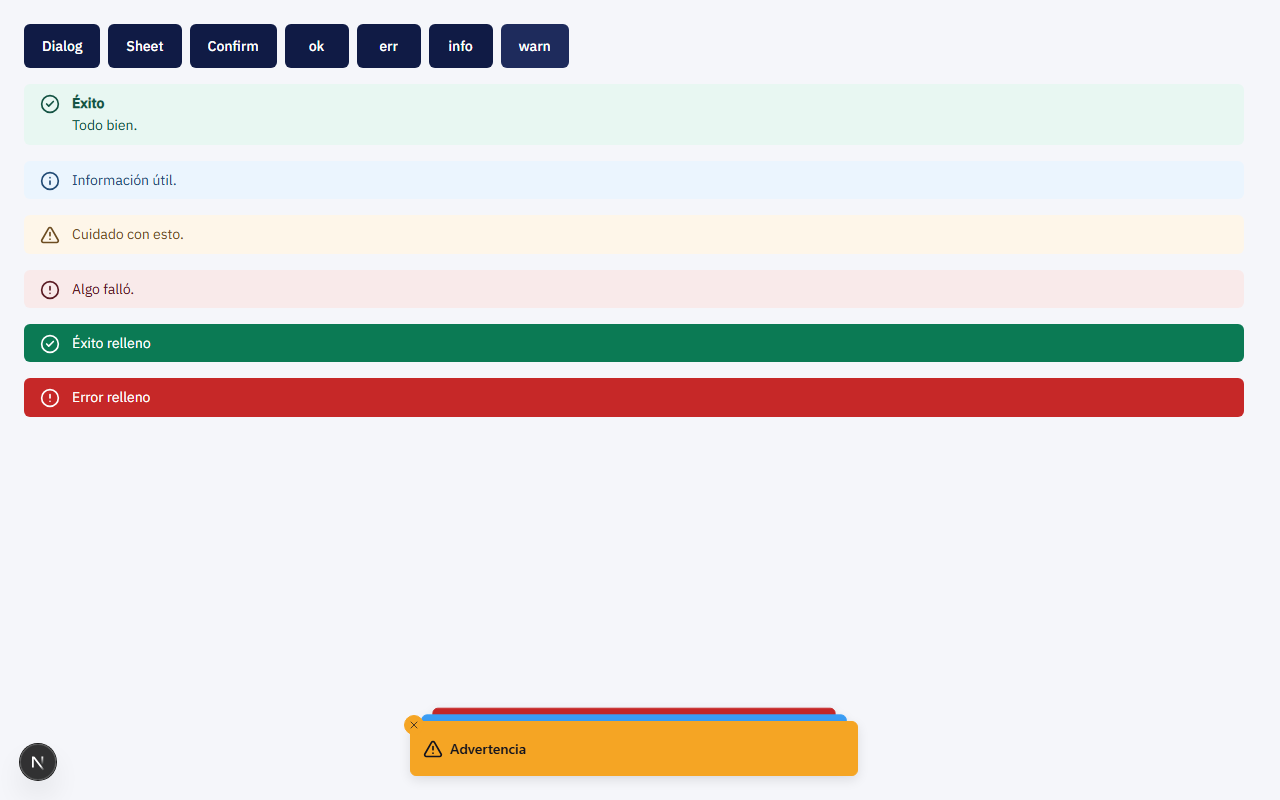 Dialog
Sheet
Confirm
ok
err
info
warn
Éxito
Todo bien.
Información útil.
Cuidado con esto.
Algo falló.
Éxito relleno
Error relleno
Advertencia
N